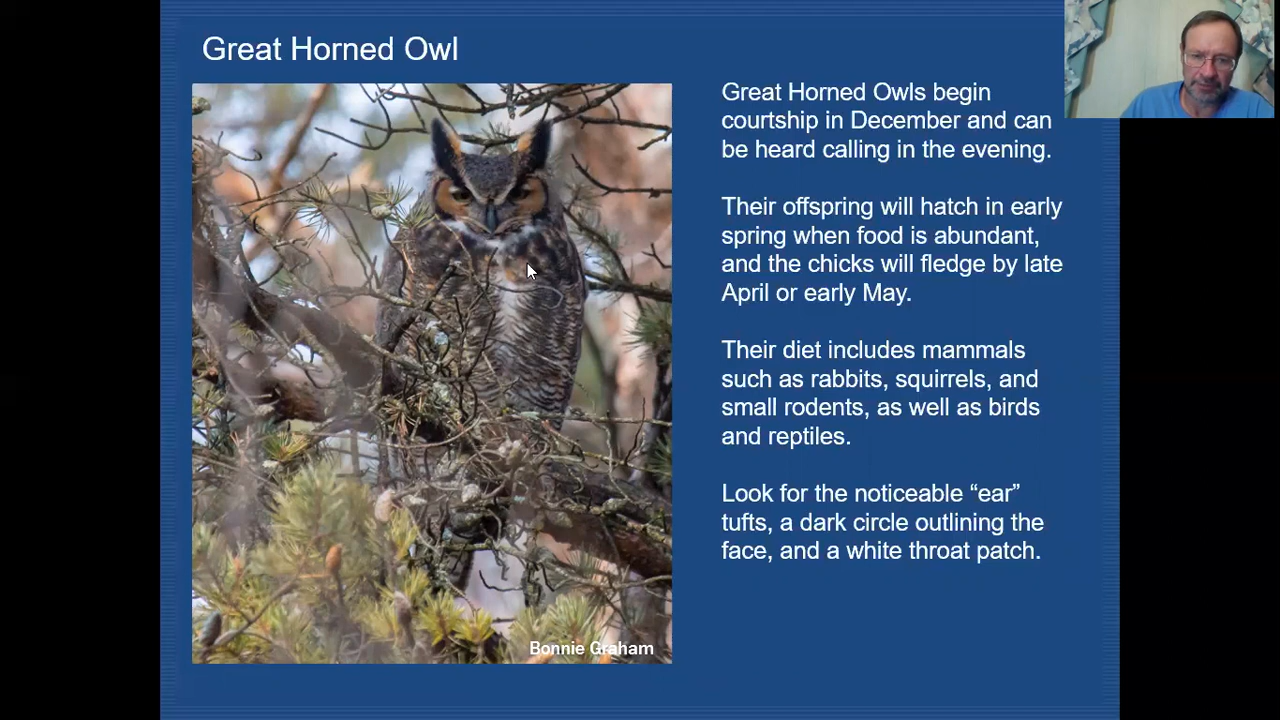 Great Horned Owl
Great Horned Owls begin
courtship in December and can
be heard calling in the evening.
Their offspring will hatch in early
spring when food is abundant,
and the chicks will fledge by late
April or early May.
Their diet includes mammals
such as rabbits, squirrels, and
small rodents, as well as birds
and reptiles.
Look for the noticeable “ear”
tufts, a dark circle outlining the
face, and a white throat patch.
Bonnie Graham